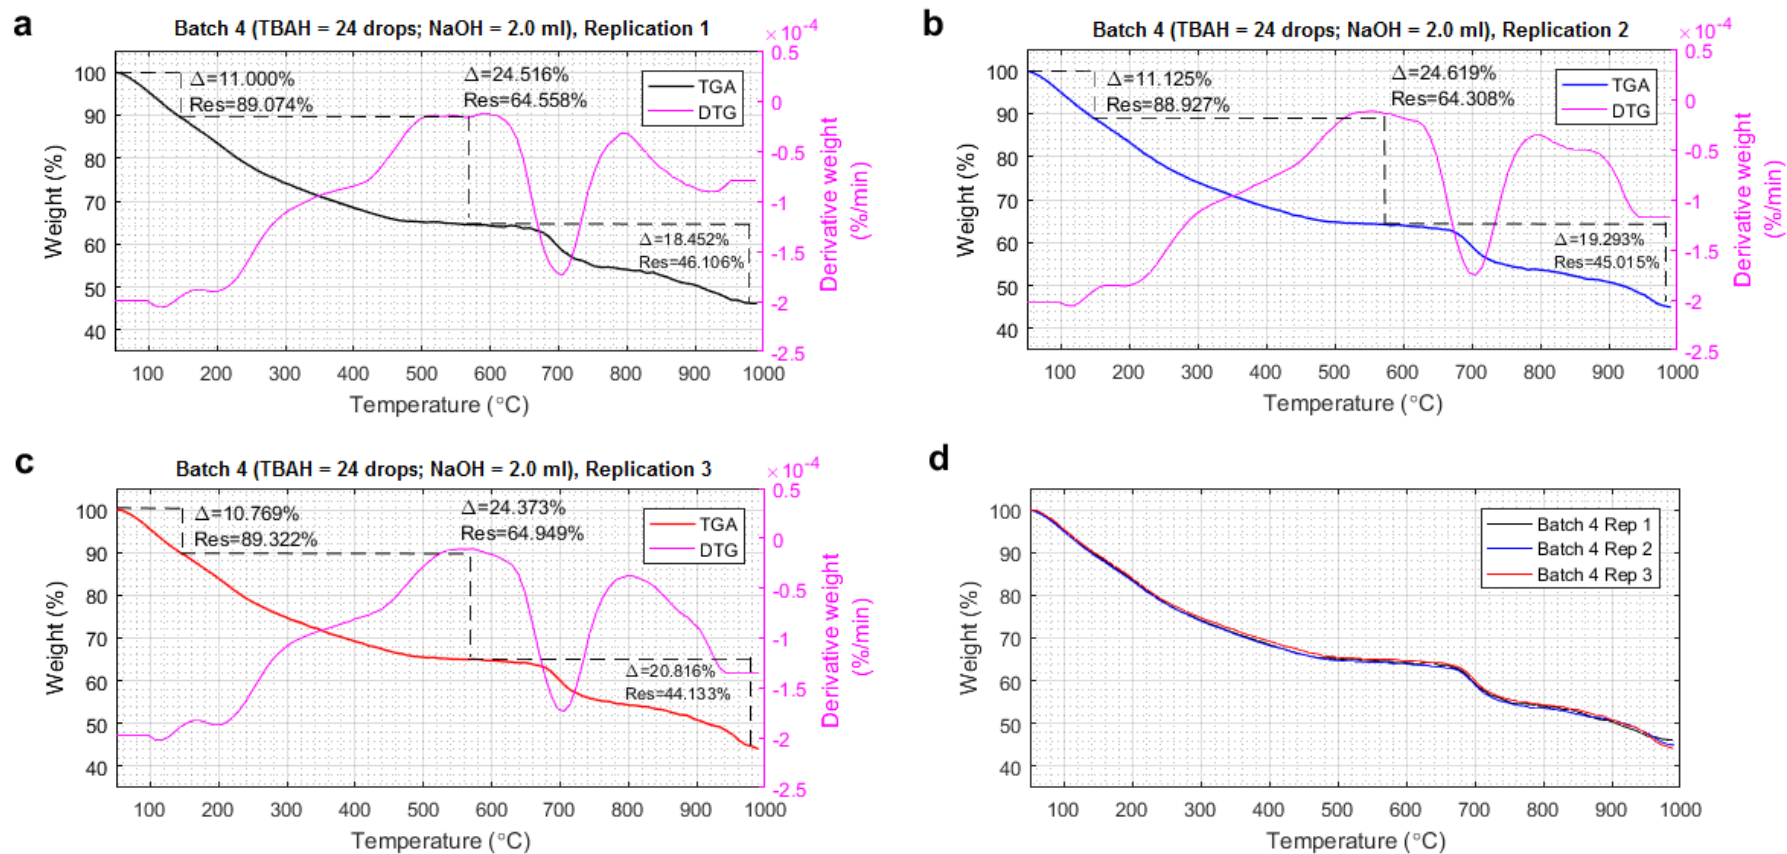 a
Batch 4 (TBAH = 24 drops; NaOH = 2.0 ml), Replication 1
×10⁻⁴
Δ=11.000%
Res=89.074%
Δ=24.516%
Res=64.558%
Δ=18.452%
Res=46.106%
TGA
DTG
100
90
80
70
60
50
40
Weight (%)
0.5
0
-0.5
-1
-1.5
-2
-2.5
Derivative weight
(%/min)
100 200 300 400 500 600 700 800 900 1000
Temperature (°C)
b
Batch 4 (TBAH = 24 drops; NaOH = 2.0 ml), Replication 2
×10⁻⁴
Δ=11.125%
Res=88.927%
Δ=24.619%
Res=64.308%
Δ=19.293%
Res=45.015%
TGA
DTG
100
90
80
70
60
50
40
Weight (%)
0.5
0
-0.5
-1
-1.5
-2
-2.5
Derivative weight
(%/min)
100 200 300 400 500 600 700 800 900 1000
Temperature (°C)
c
Batch 4 (TBAH = 24 drops; NaOH = 2.0 ml), Replication 3
×10⁻⁴
Δ=10.769%
Res=89.322%
Δ=24.373%
Res=64.949%
Δ=20.816%
Res=44.133%
TGA
DTG
100
90
80
70
60
50
40
Weight (%)
0.5
0
-0.5
-1
-1.5
-2
-2.5
Derivative weight
(%/min)
100 200 300 400 500 600 700 800 900 1000
Temperature (°C)
d
Batch 4 Rep 1
Batch 4 Rep 2
Batch 4 Rep 3
100
90
80
70
60
50
40
Weight (%)
100 200 300 400 500 600 700 800 900 1000
Temperature (°C)